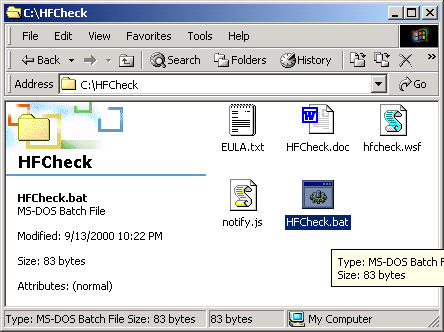 C:\HFCheck
File Edit View Favorites Tools Help
Back Search Folders History
Address C:\HFCheck Go
HFCheck
HFCheck.bat
MS-DOS Batch File
Modified: 9/13/2000 10:22 PM
Size: 83 bytes
Attributes: (normal)
EULA.txt HFCheck.doc hfcheck.wsf
notify.js HFCheck.bat
Type: MS-DOS Batch F
Size: 83 bytes
Type: MS-DOS Batch File Size: 83 bytes 83 bytes My Computer